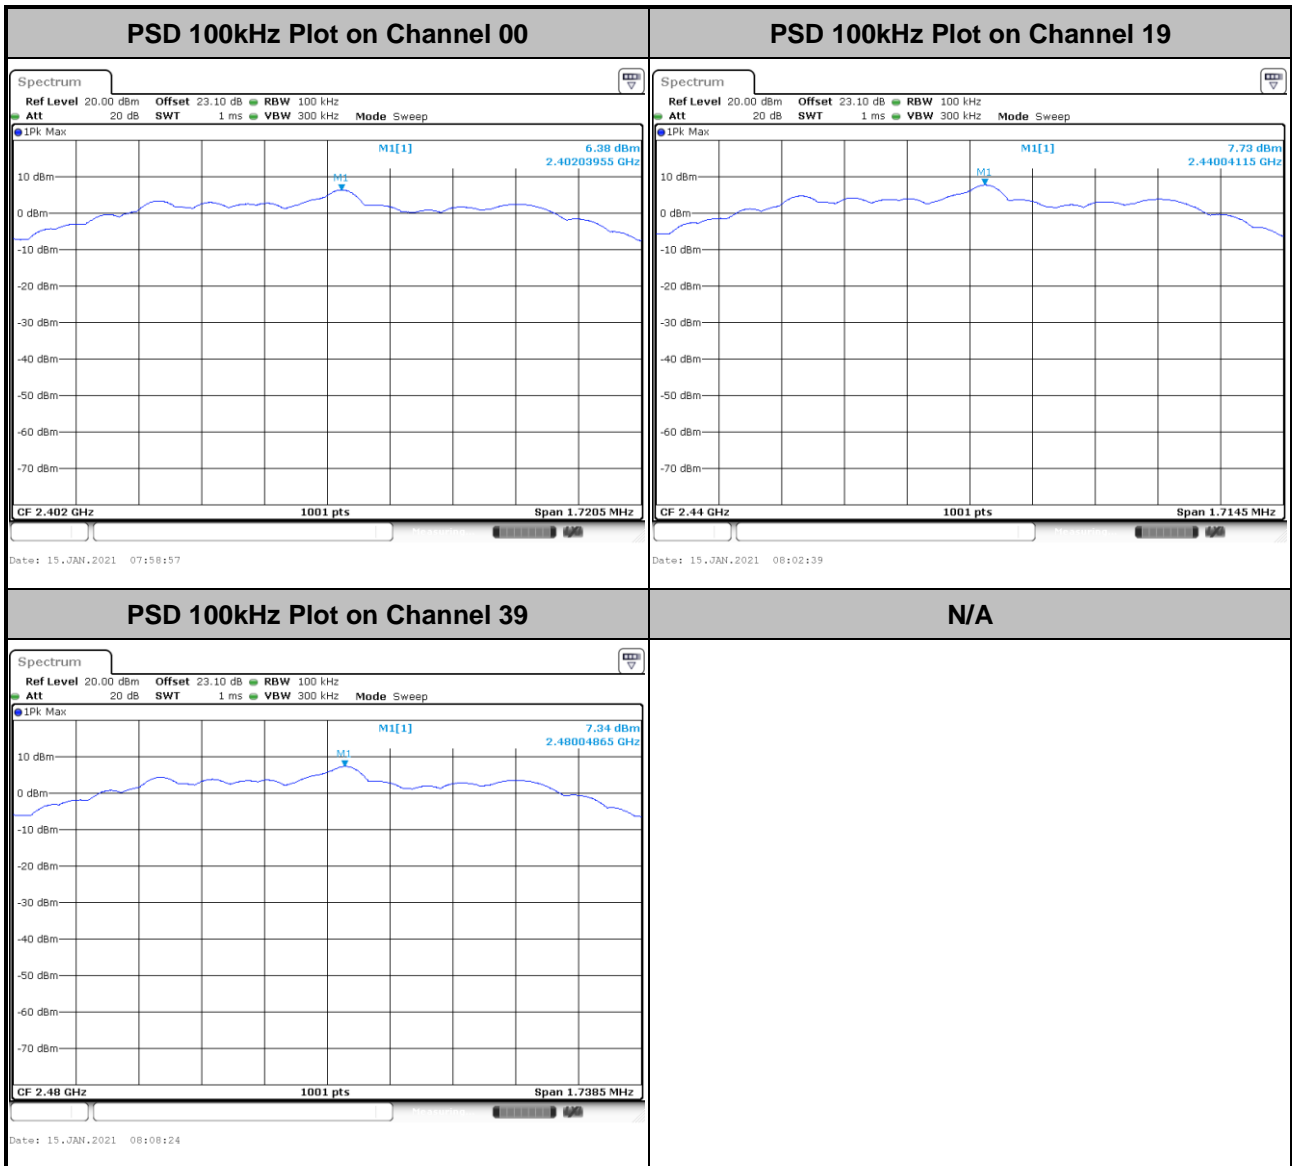 PSD 100kHz Plot on Channel 00
Spectrum
Ref Level 20.00 dBm Offset 23.10 dB RBW 100 kHz
Att 20 dB SWT 1 ms VBW 300 kHz Mode Sweep
1Pk Max
M1[1] 6.38 dBm
2.40203955 GHz
M1
10 dBm
0 dBm
-10 dBm
-20 dBm
-30 dBm
-40 dBm
-50 dBm
-60 dBm
-70 dBm
CF 2.402 GHz 1001 pts Span 1.7205 MHz
Measuring...
Date: 15.JAN.2021 07:58:57
PSD 100kHz Plot on Channel 19
Spectrum
Ref Level 20.00 dBm Offset 23.10 dB RBW 100 kHz
Att 20 dB SWT 1 ms VBW 300 kHz Mode Sweep
1Pk Max
M1[1] 7.73 dBm
2.44004115 GHz
M1
10 dBm
0 dBm
-10 dBm
-20 dBm
-30 dBm
-40 dBm
-50 dBm
-60 dBm
-70 dBm
CF 2.44 GHz 1001 pts Span 1.7145 MHz
Measuring...
Date: 15.JAN.2021 08:02:39
PSD 100kHz Plot on Channel 39
Spectrum
Ref Level 20.00 dBm Offset 23.10 dB RBW 100 kHz
Att 20 dB SWT 1 ms VBW 300 kHz Mode Sweep
1Pk Max
M1[1] 7.34 dBm
2.48004865 GHz
M1
10 dBm
0 dBm
-10 dBm
-20 dBm
-30 dBm
-40 dBm
-50 dBm
-60 dBm
-70 dBm
CF 2.48 GHz 1001 pts Span 1.7385 MHz
Measuring...
Date: 15.JAN.2021 08:08:24
N/A